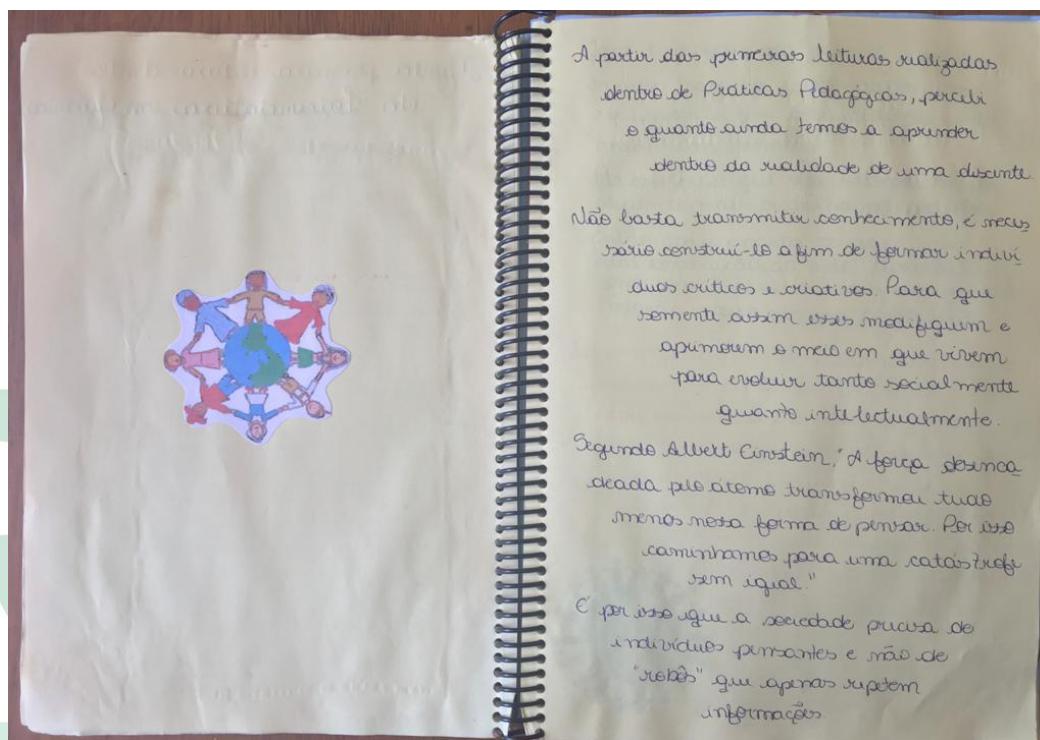 A partir das primeiras leituras realizadas
dentro de Práticas Pedagógicas, percebi
o quanto ainda temos a aprender
dentro da realidade de uma discente.
Não basta transmitir conhecimento, é neces
sário construí-lo a fim de formar indiví
duos críticos e criativos. Para que
somente assim esses modifiquem e
aprimorem o meio em que vivem
para evoluir tanto socialmente
quanto intelectualmente.
Segundo Albert Einstein, "A força desenca
deada pelo átomo transformou tudo
menos nossa forma de pensar. Por isso
caminhamos para uma catástrofe
sem igual."
É por isso que a sociedade precisa de
indivíduos pensantes e não de
"robôs" que apenas repetem
informações.